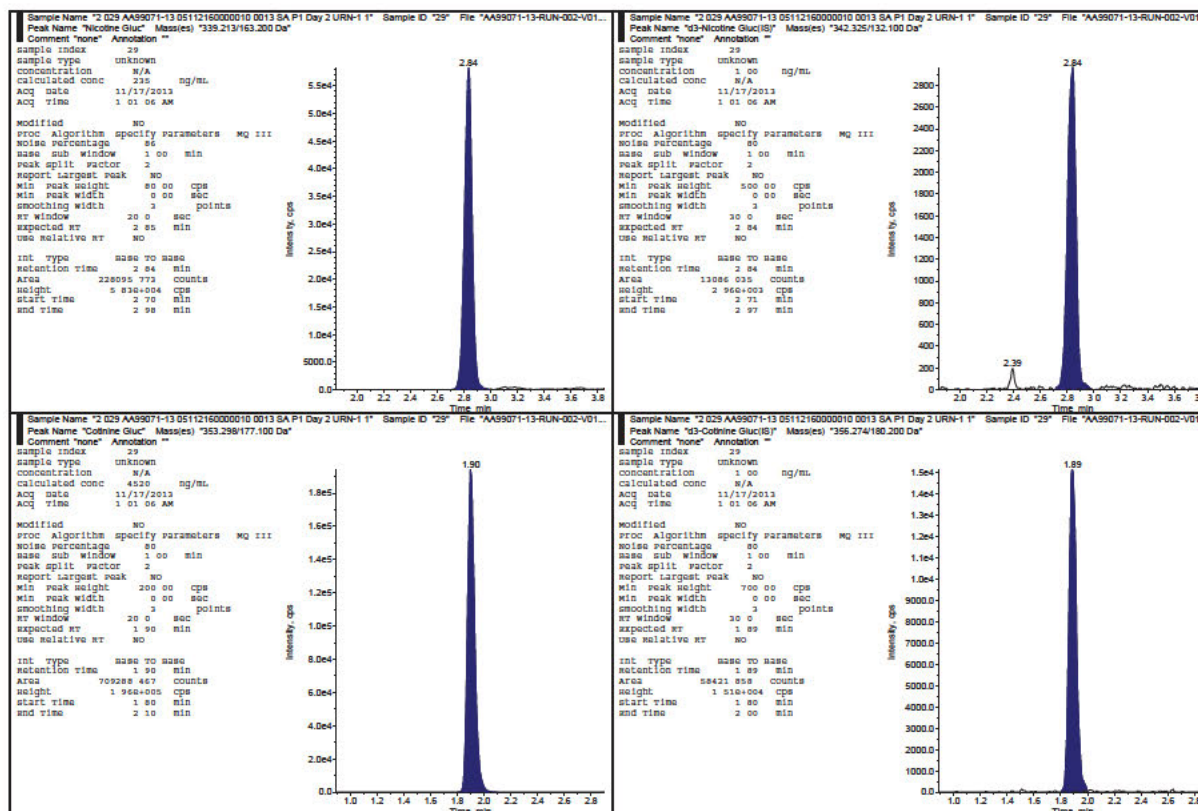 Sample Name "2 029 AA99071-13 05112160000010 0013 SA P1 Day 2 URN-1 1" Sample ID "29" File "AA99071-13-RUN-002-V01...
Peak Name "Nicotine Gluc" Mass(es) "339.213/163.200 Da"
Comment "none" Annotation ""
Sample Index 29
Sample Type Unknown
Concentration N/A
Calculated Conc 235 ng/mL
Acq Date 11/17/2013
Acq Time 1 01 06 AM
Modified NO
Proc Algorithm Specify Parameters MQ III
Noise Percentage 86
Base Sub Window 1 00 min
Peak Split Factor 2
Report Largest Peak NO
Min Peak Height 80 00 cps
Min Peak Width 0 00 sec
Smoothing Width 3 points
RT Window 20 0 sec
Expected RT 2 85 min
Use Relative RT NO
Int Type Base To Base
Retention Time 2 84 min
Area 228095 773 counts
Height 5 83e+004 cps
Start Time 2 70 min
End Time 2 98 min
2.84
Intensity, cps
5.5e4
5.0e4
4.5e4
4.0e4
3.5e4
3.0e4
2.5e4
2.0e4
1.5e4
1.0e4
5000.0
0.0
2.0 2.2 2.4 2.6 2.8 3.0 3.2 3.4 3.6 3.8
Time, min
Sample Name "2 029 AA99071-13 05112160000010 0013 SA P1 Day 2 URN-1 1" Sample ID "29" File "AA99071-13-RUN-002-V01...
Peak Name "d3-Nicotine Gluc(IS)" Mass(es) "342.325/132.100 Da"
Comment "none" Annotation ""
Sample Index 29
Sample Type Unknown
Concentration 1 00 ng/mL
Calculated Conc N/A
Acq Date 11/17/2013
Acq Time 1 01 06 AM
Modified NO
Proc Algorithm Specify Parameters MQ III
Noise Percentage 80
Base Sub Window 1 00 min
Peak Split Factor 2
Report Largest Peak NO
Min Peak Height 500 00 cps
Min Peak Width 0 00 sec
Smoothing Width 3 points
RT Window 30 0 sec
Expected RT 2 84 min
Use Relative RT NO
Int Type Base To Base
Retention Time 2 84 min
Area 13086 035 counts
Height 2 96e+003 cps
Start Time 2 71 min
End Time 2 97 min
2.84
2.39
Intensity, cps
2800
2600
2400
2200
2000
1800
1600
1400
1200
1000
800
600
400
200
0
2.0 2.2 2.4 2.6 2.8 3.0 3.2 3.4 3.6
Time, min
Sample Name "2 029 AA99071-13 05112160000010 0013 SA P1 Day 2 URN-1 1" Sample ID "29" File "AA99071-13-RUN-002-V01...
Peak Name "Cotinine Gluc" Mass(es) "353.298/177.100 Da"
Comment "none" Annotation ""
Sample Index 29
Sample Type Unknown
Concentration N/A
Calculated Conc 4520 ng/mL
Acq Date 11/17/2013
Acq Time 1 01 06 AM
Modified NO
Proc Algorithm Specify Parameters MQ III
Noise Percentage 80
Base Sub Window 1 00 min
Peak Split Factor 2
Report Largest Peak NO
Min Peak Height 200 00 cps
Min Peak Width 0 00 sec
Smoothing Width 3 points
RT Window 20 0 sec
Expected RT 1 90 min
Use Relative RT NO
Int Type Base To Base
Retention Time 1 90 min
Area 709288 467 counts
Height 1 96e+005 cps
Start Time 1 80 min
End Time 2 10 min
1.90
Intensity, cps
1.8e5
1.6e5
1.4e5
1.2e5
1.0e5
8.0e4
6.0e4
4.0e4
2.0e4
0.0
1.0 1.2 1.4 1.6 1.8 2.0 2.2 2.4 2.6 2.8
Time, min
Sample Name "2 029 AA99071-13 05112160000010 0013 SA P1 Day 2 URN-1 1" Sample ID "29" File "AA99071-13-RUN-002-V01...
Peak Name "d3-Cotinine Gluc(IS)" Mass(es) "356.274/180.200 Da"
Comment "none" Annotation ""
Sample Index 29
Sample Type Unknown
Concentration 1 00 ng/mL
Calculated Conc N/A
Acq Date 11/17/2013
Acq Time 1 01 06 AM
Modified NO
Proc Algorithm Specify Parameters MQ III
Noise Percentage 80
Base Sub Window 1 00 min
Peak Split Factor 2
Report Largest Peak NO
Min Peak Height 700 00 cps
Min Peak Width 0 00 sec
Smoothing Width 3 points
RT Window 30 0 sec
Expected RT 1 89 min
Use Relative RT NO
Int Type Base To Base
Retention Time 1 89 min
Area 58421 858 counts
Height 1 51e+004 cps
Start Time 1 80 min
End Time 2 00 min
1.89
Intensity, cps
1.5e4
1.4e4
1.3e4
1.2e4
1.1e4
1.0e4
9000.0
8000.0
7000.0
6000.0
5000.0
4000.0
3000.0
2000.0
1000.0
0.0
1.0 1.2 1.4 1.6 1.8 2.0 2.2 2.4 2.6 2.8